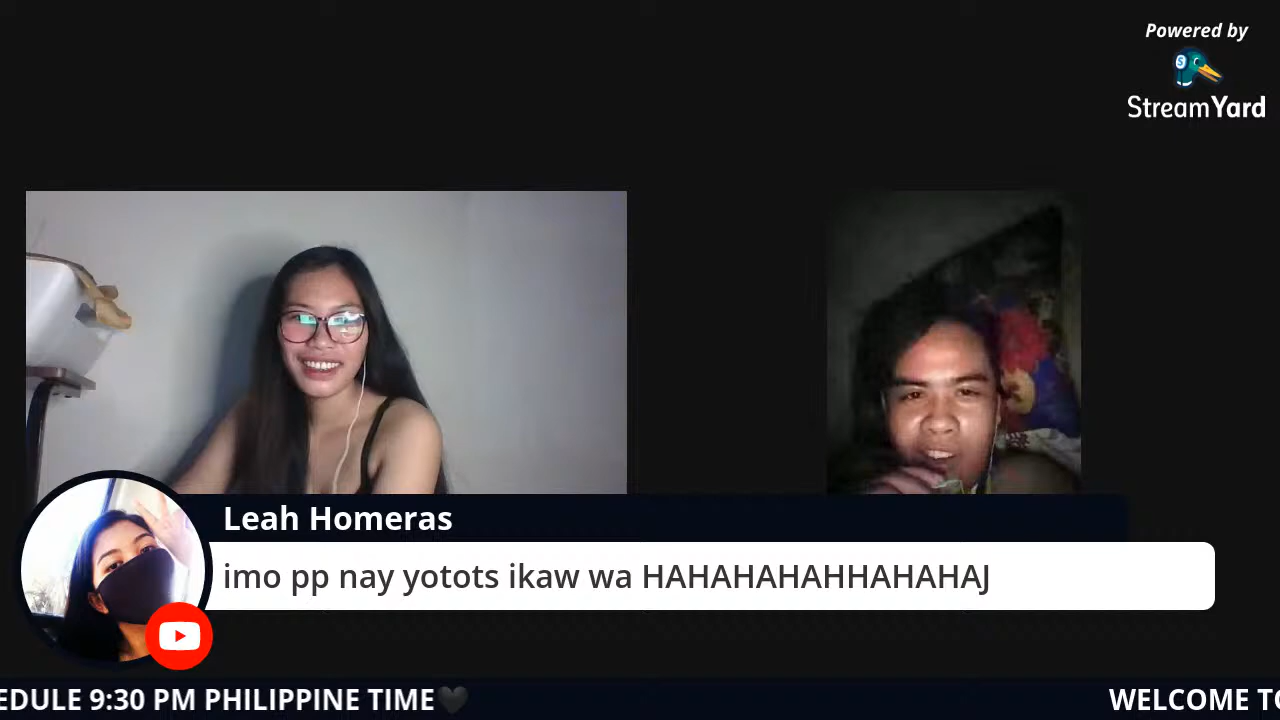 Powered by
StreamYard
Leah Homeras
imo pp nay yotots ikaw wa HAHAHAHAHHAHAHAJ
EDULE 9:30 PM PHILIPPINE TIME🖤
WELCOME TO